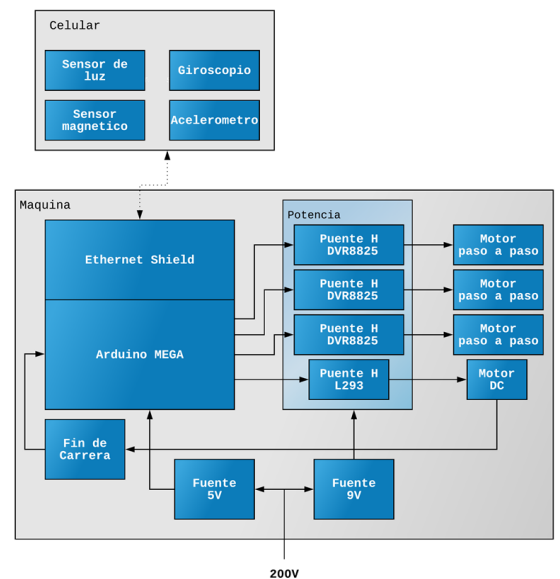 Celular
Sensor de
luz
Giroscopio
Sensor
magnetico
Acelerometro
Maquina
Potencia
Ethernet Shield
Arduino MEGA
Puente H
DVR8825
Motor
paso a paso
Puente H
DVR8825
Motor
paso a paso
Puente H
DVR8825
Motor
paso a paso
Puente H
L293
Motor
DC
Fin de
Carrera
Fuente
5V
Fuente
9V
200V